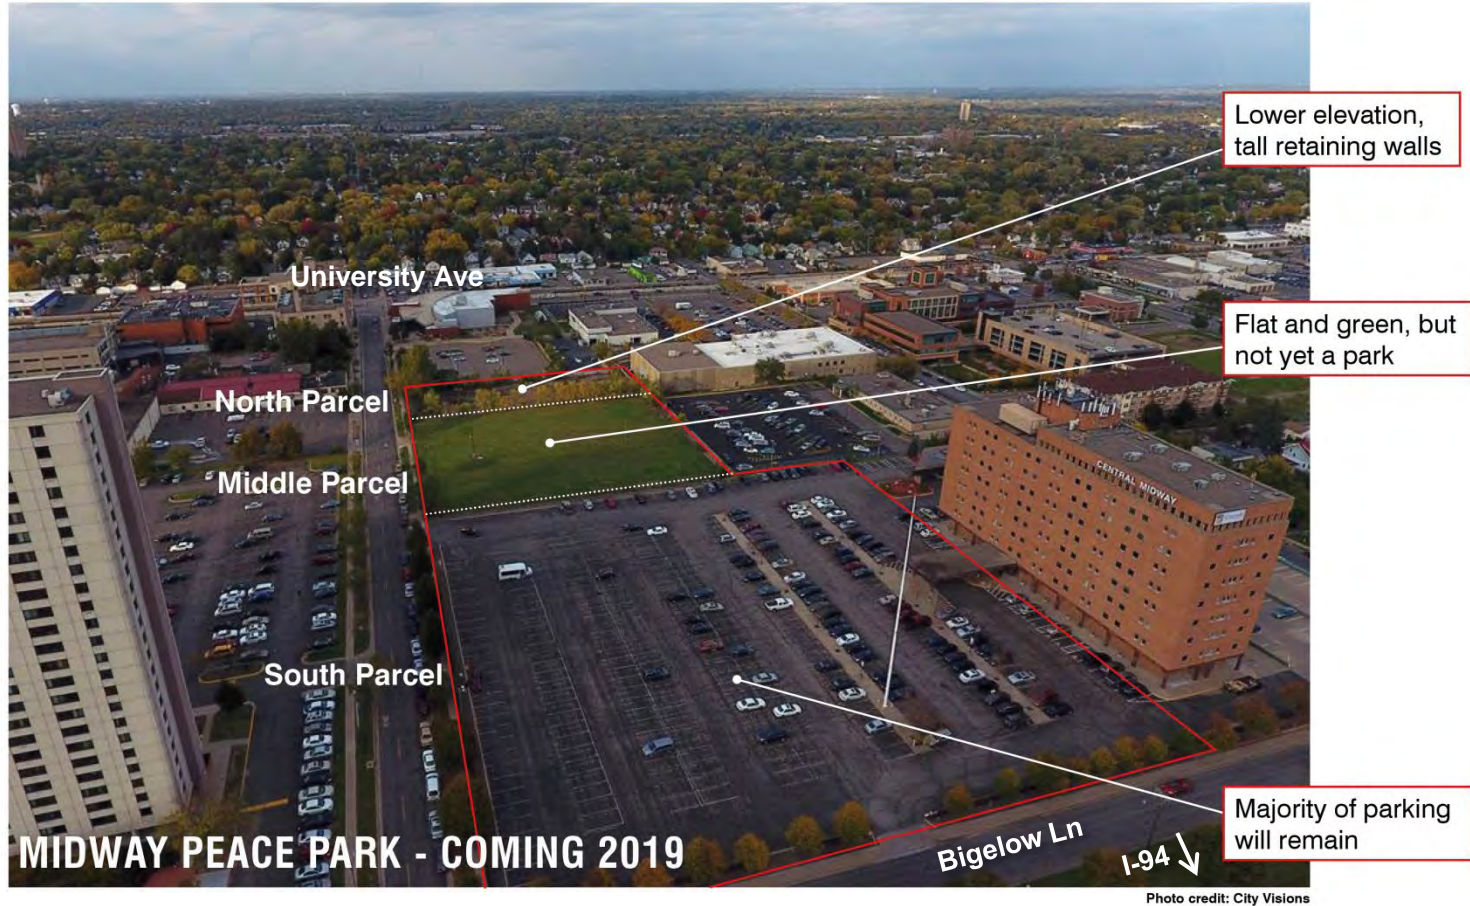 Lower elevation,
tall retaining walls
University Ave
Flat and green, but
not yet a park
North Parcel
CENTRAL MIDWAY
Middle Parcel
South Parcel
Majority of parking
will remain
MIDWAY PEACE PARK - COMING 2019
Bigelow Ln
I-94
Photo credit: City Visions